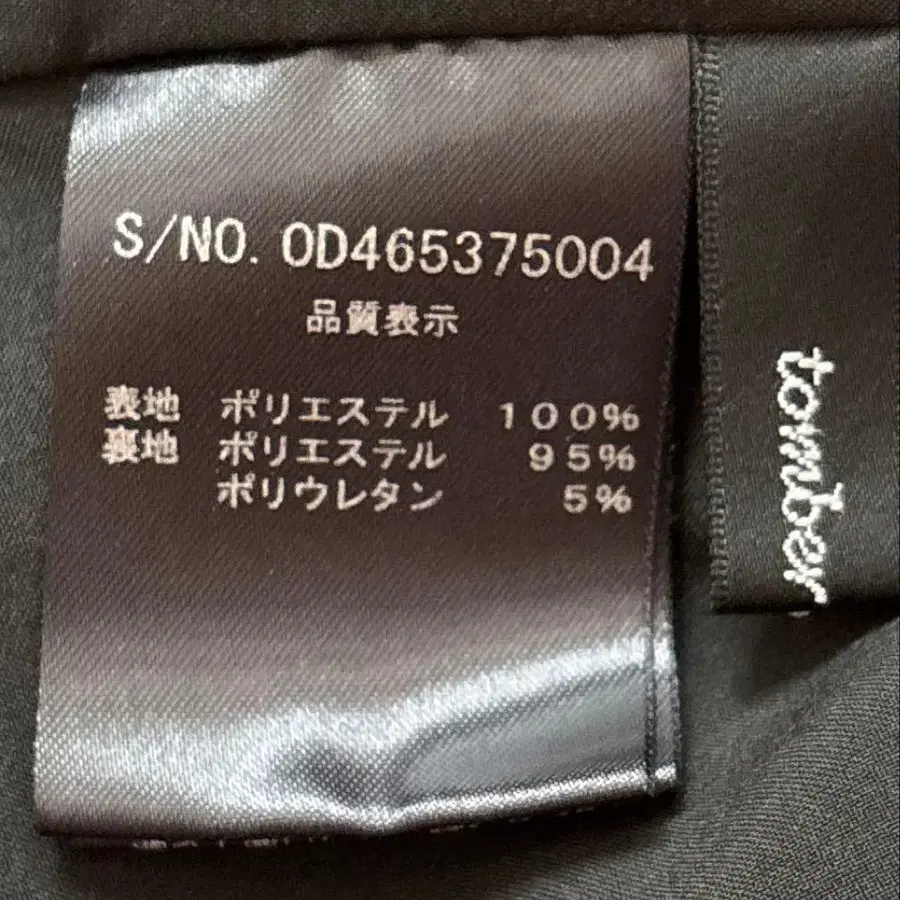 S/NO. 0D465375004
品質表示
表地 ポリエステル 100%
裏地 ポリエステル 95%
ポリウレタン 5%
tomber